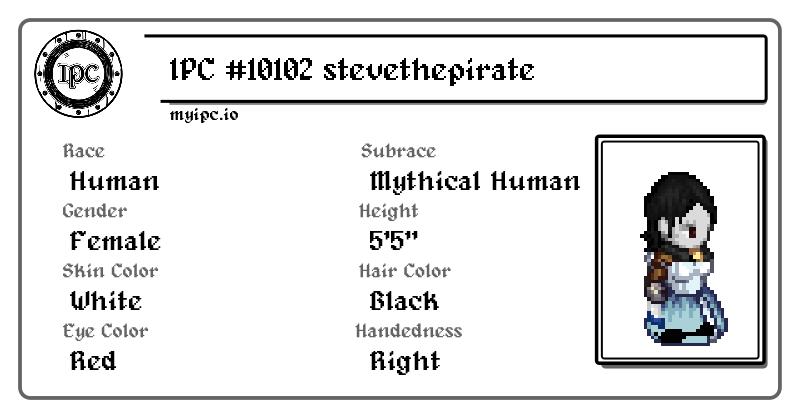 IPC
IPC #10102 stevethepirate
myipc.io
Race
Human
Subrace
Mythical Human
Gender
Female
Height
5'5"
Skin Color
White
Hair Color
Black
Eye Color
Red
Handedness
Right